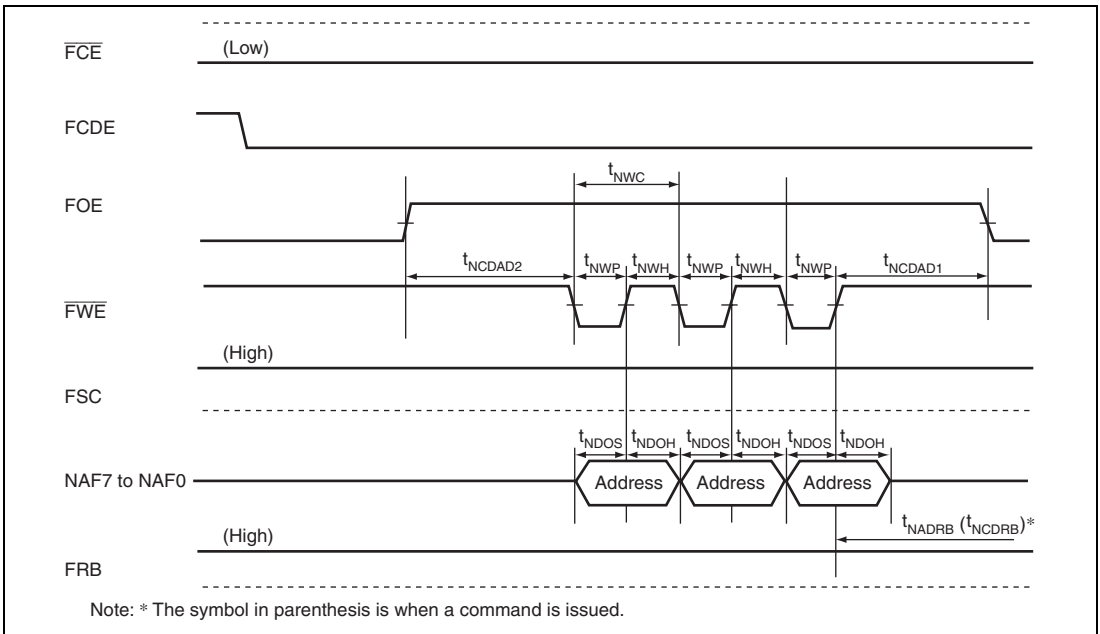 FCE (Low)
FCDE
tNWC
FOE
tNCDAD2 tNWP tNWH tNWP tNWH tNWP tNCDAD1
FWE
(High)
FSC
tNDOS tNDOH tNDOS tNDOH tNDOS tNDOH
NAF7 to NAF0 Address Address Address
tNADRB (tNCDRB)*
(High)
FRB
Note: * The symbol in parenthesis is when a command is issued.